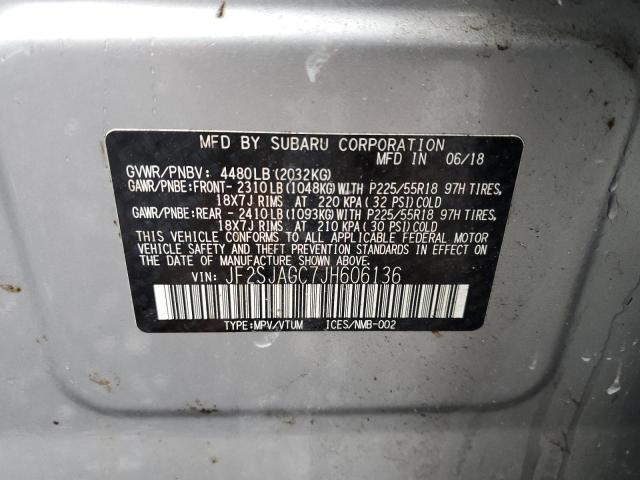 MFD BY SUBARU CORPORATION
MFD IN 06/18
GVWR/PNBV: 4480LB(2032KG)
GAWR/PNBE:FRONT- 2310LB(1048KG)WITH P225/55R18 97H TIRES,
18X7J RIMS AT 220 KPA (32 PSI)COLD
GAWR/PNBE:REAR - 2410LB(1093KG)WITH P225/55R18 97H TIRES,
18X7J RIMS AT 210 KPA (30 PSI)COLD
THIS VEHICLE CONFORMS TO ALL APPLICABLE FEDERAL MOTOR
VEHICLE SAFETY AND THEFT PREVENTION STANDARDS IN EFFECT ON
THE DATE OF MANUFACTURE SHOWN ABOVE.
VIN: JF2SJAGC7JH606136
TYPE:MPV/VTUM ICES/NMB-002